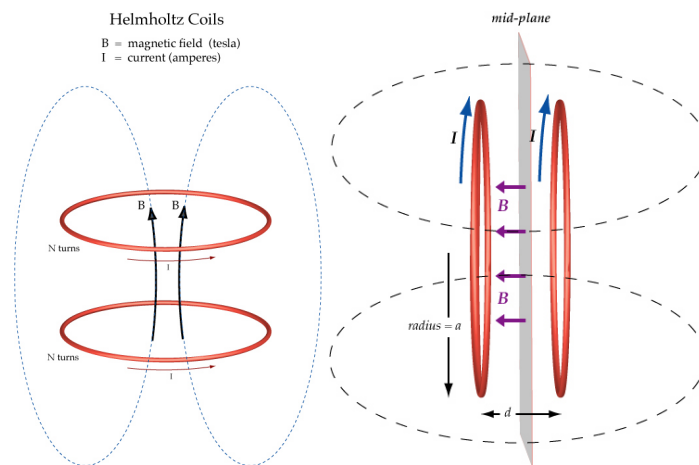 Helmholtz Coils
B = magnetic field (tesla)
I = current (amperes)
B
B
N turns
I
N turns
I
mid-plane
I
I
B
B
radius = a
d